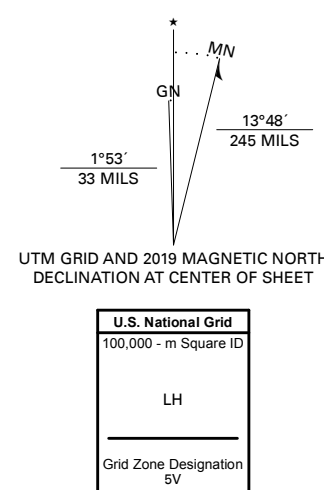 ★
MN
GN
13°48´
245 MILS
1°53´
33 MILS
UTM GRID AND 2019 MAGNETIC NORTH
DECLINATION AT CENTER OF SHEET
U.S. National Grid
100,000 - m Square ID
LH
Grid Zone Designation
5V